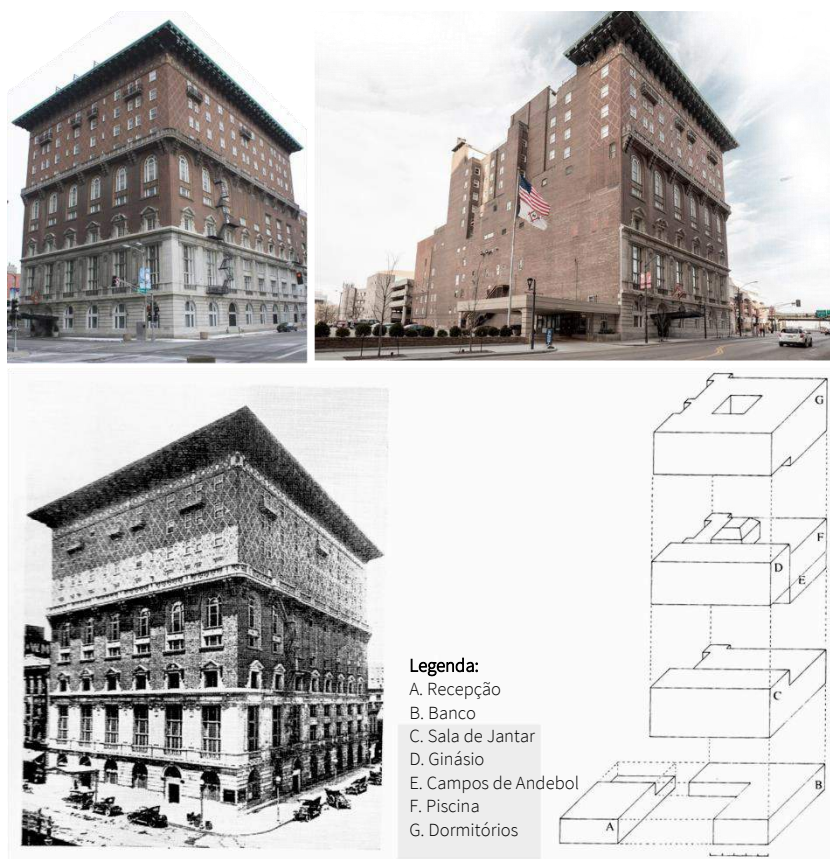 G
F
D
E
Legenda:
A. Recepção
B. Banco
C. Sala de Jantar
D. Ginásio
E. Campos de Andebol
F. Piscina
G. Dormitórios
C
B
A